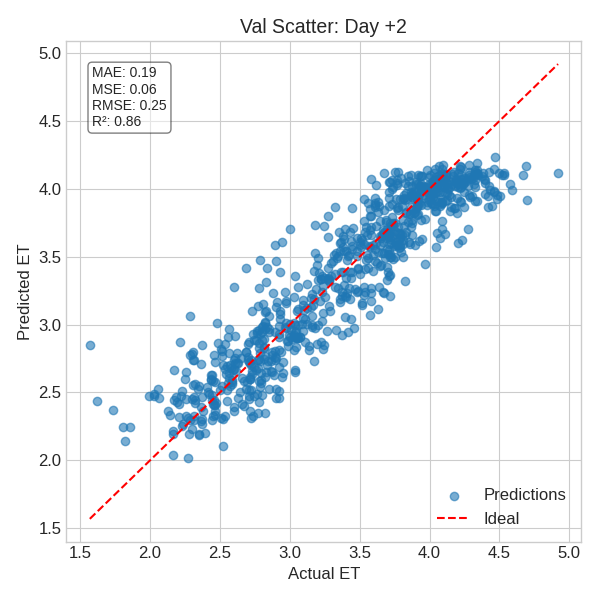 Val Scatter: Day +2
MAE: 0.19
MSE: 0.06
RMSE: 0.25
R²: 0.86
5.0
4.5
4.0
3.5
3.0
2.5
2.0
1.5
Predicted ET
Predictions
Ideal
1.5 2.0 2.5 3.0 3.5 4.0 4.5 5.0
Actual ET